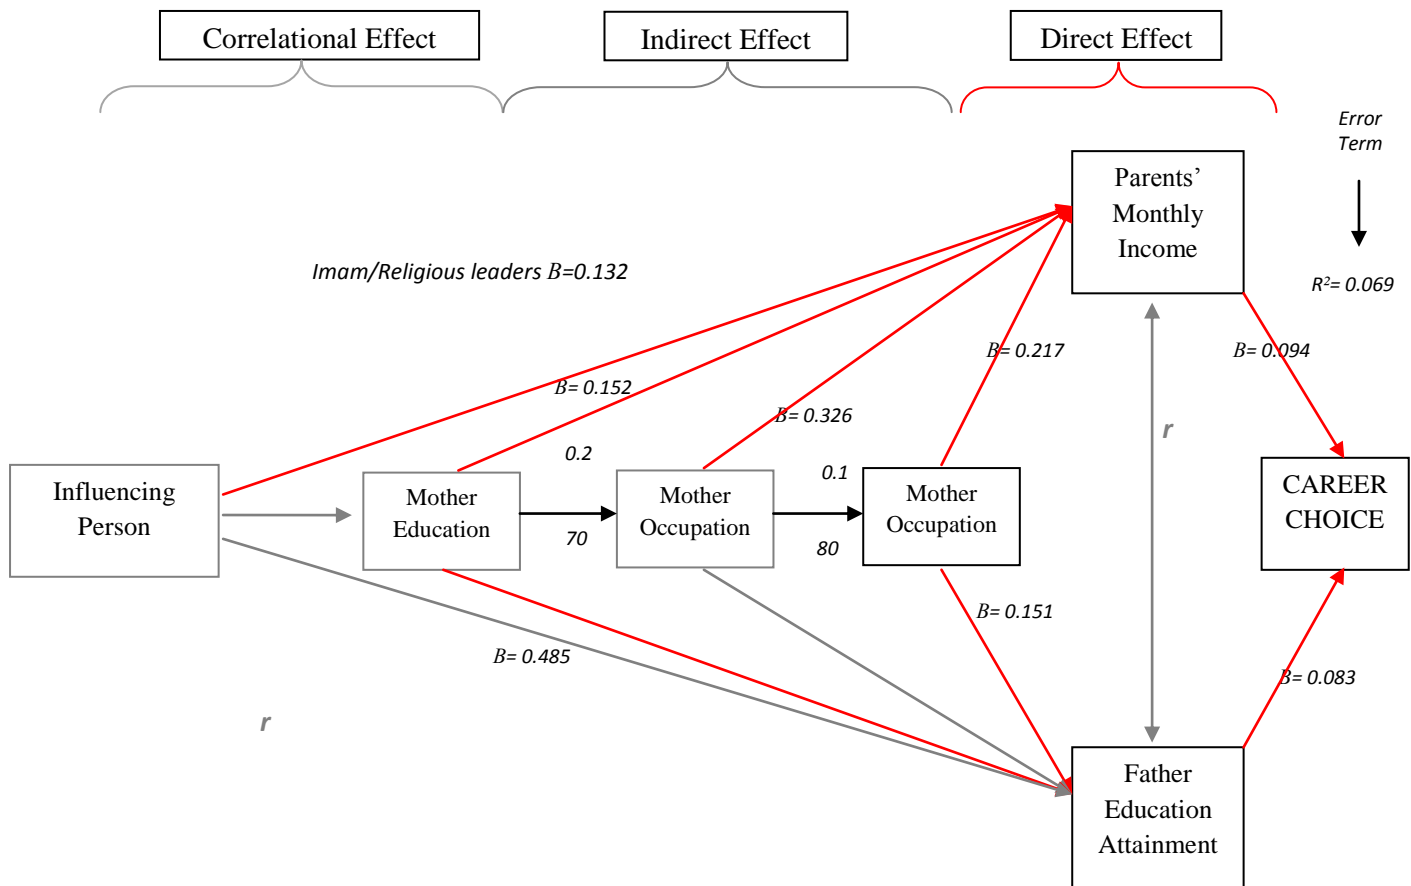 Correlational Effect
Indirect Effect
Direct Effect
Error
Term
R²= 0.069
Parents’
Monthly
Income
Imam/Religious leaders B=0.132
B= 0.217
B= 0.094
B= 0.152
B= 0.326
r
0.2
0.1
Influencing
Person
Mother
Education
70
Mother
Occupation
80
Mother
Occupation
CAREER
CHOICE
B= 0.151
B= 0.485
B= 0.083
r
Father
Education
Attainment